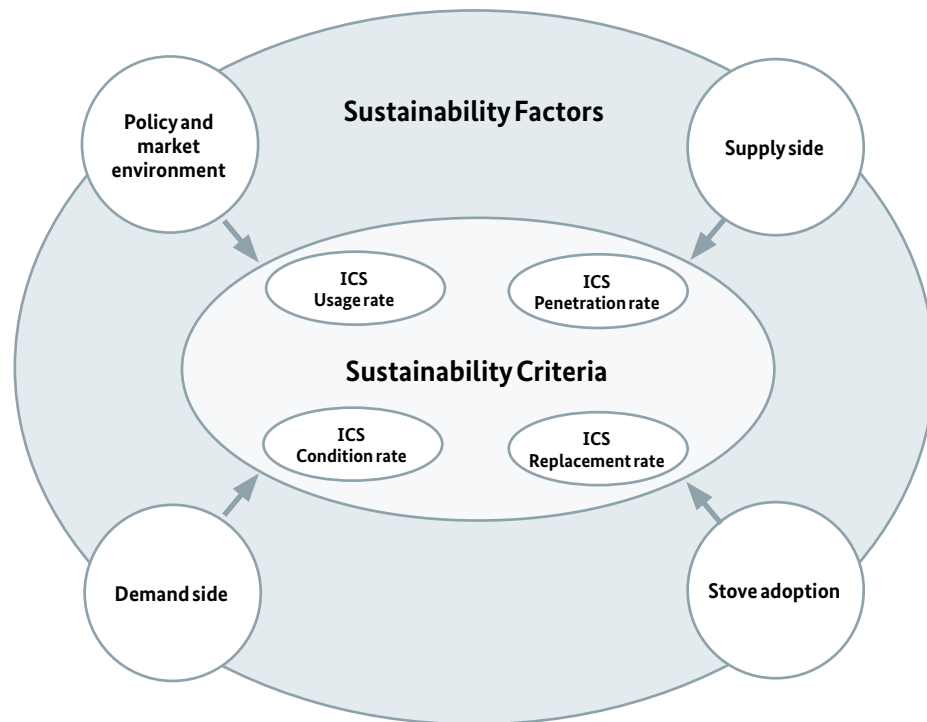 Sustainability Factors
Policy and
market
environment
Supply side
ICS
Usage rate
ICS
Penetration rate
Sustainability Criteria
ICS
Condition rate
ICS
Replacement rate
Demand side
Stove adoption